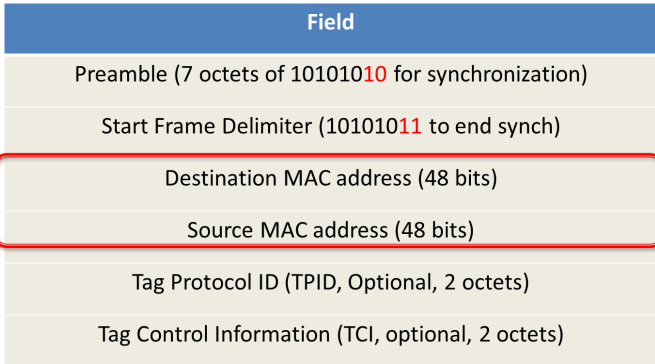 Field
Preamble (7 octets of 10101010 for synchronization)
Start Frame Delimiter (10101011 to end synch)
Destination MAC address (48 bits)
Source MAC address (48 bits)
Tag Protocol ID (TPID, Optional, 2 octets)
Tag Control Information (TCI, optional, 2 octets)